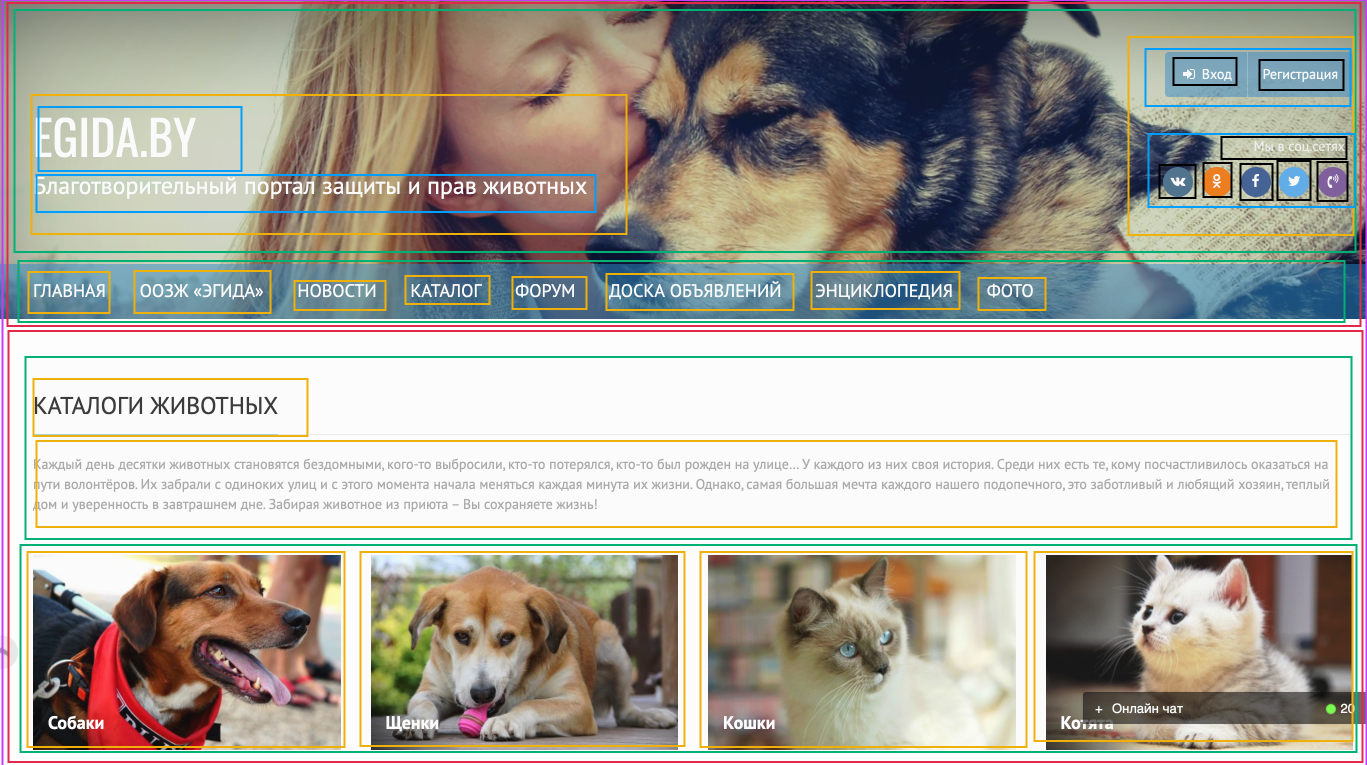 Вход
Регистрация
EGIDA.BY
Мы в соц.сетях
Благотворительный портал защиты и прав животных
ГЛАВНАЯ ООЗЖ «ЭГИДА» НОВОСТИ КАТАЛОГ ФОРУМ ДОСКА ОБЪЯВЛЕНИЙ ЭНЦИКЛОПЕДИЯ ФОТО
КАТАЛОГИ ЖИВОТНЫХ
Каждый день десятки животных становятся бездомными, кого-то выбросили, кто-то потерялся, кто-то был рожден на улице... У каждого из них своя история. Среди них есть те, кому посчастливилось оказаться на
пути волонтёров. Их забрали с одиноких улиц и с этого момента начала меняться каждая минута их жизни. Однако, самая большая мечта каждого нашего подопечного, это заботливый и любящий хозяин, теплый
дом и уверенность в завтрашнем дне. Забирая животное из приюта – Вы сохраняете жизнь!
Собаки
Щенки
Кошки
Котята
+ Онлайн чат 20